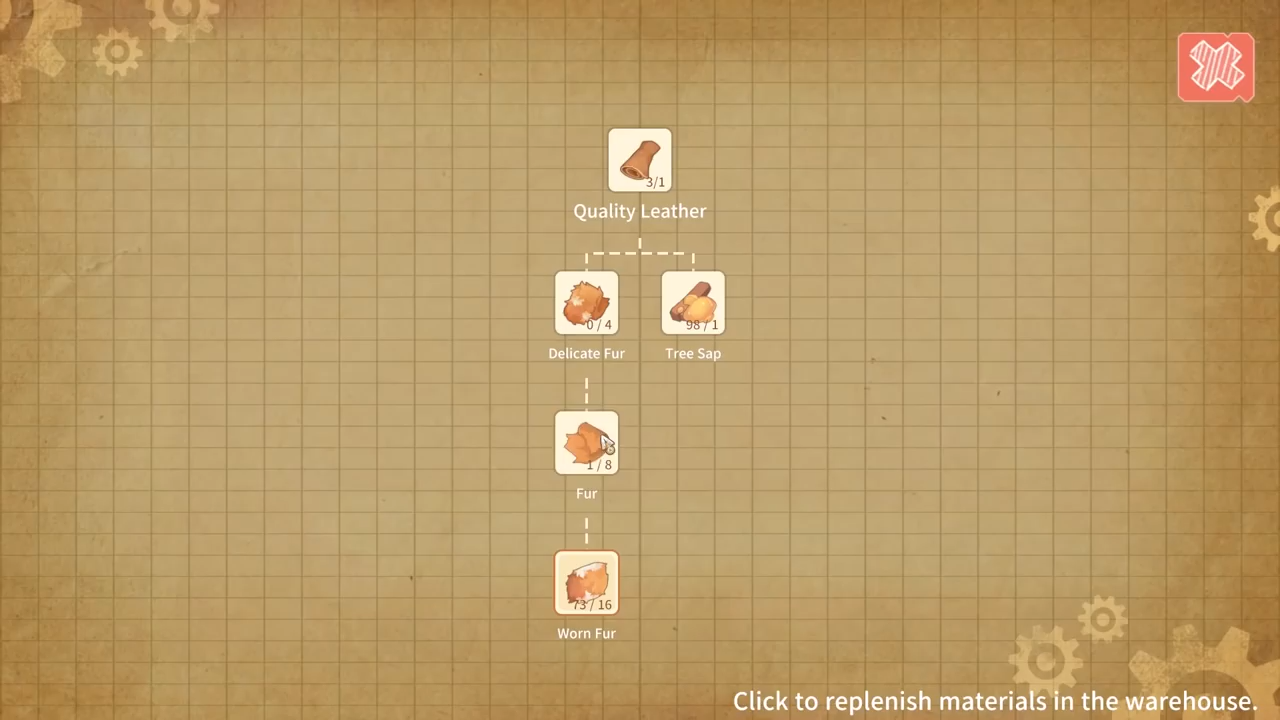 3/1
Quality Leather
0 / 4
98 / 1
Delicate Fur
Tree Sap
1 / 8
Fur
73 / 16
Worn Fur
Click to replenish materials in the warehouse.